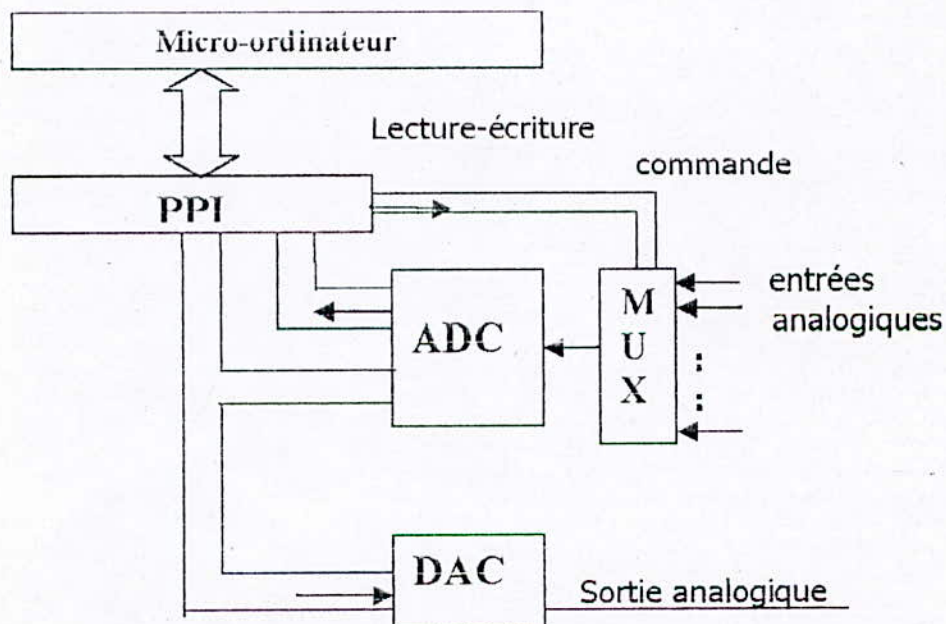 Micro-ordinateur
Lecture-écriture
commande
PPI
ADC
M
U
X
entrées
analogiques
DAC
Sortie analogique